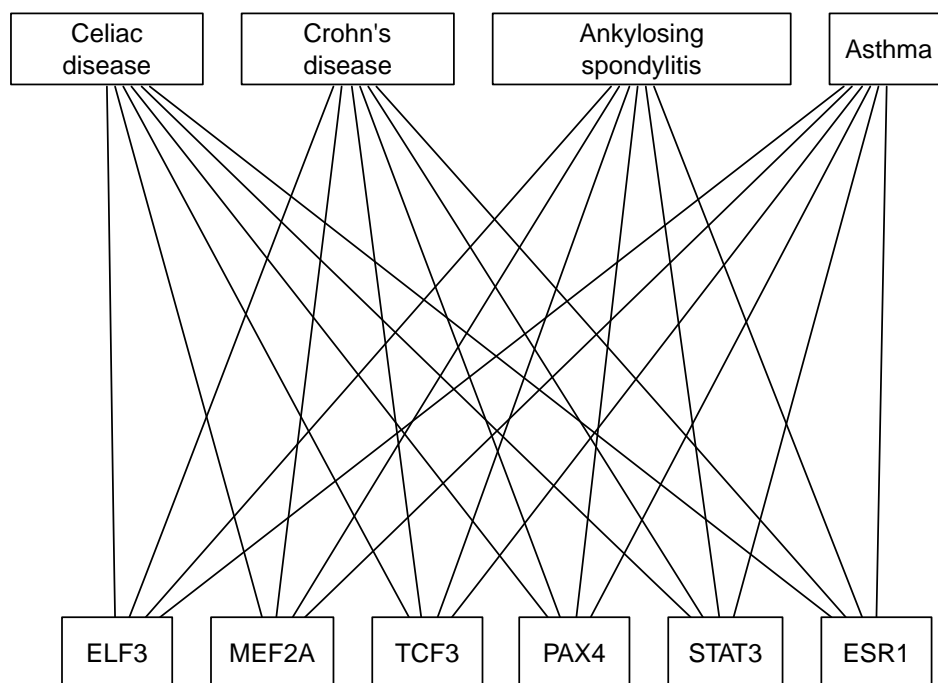 Celiac
disease
Crohn's
disease
Ankylosing
spondylitis
Asthma
ELF3
MEF2A
TCF3
PAX4
STAT3
ESR1